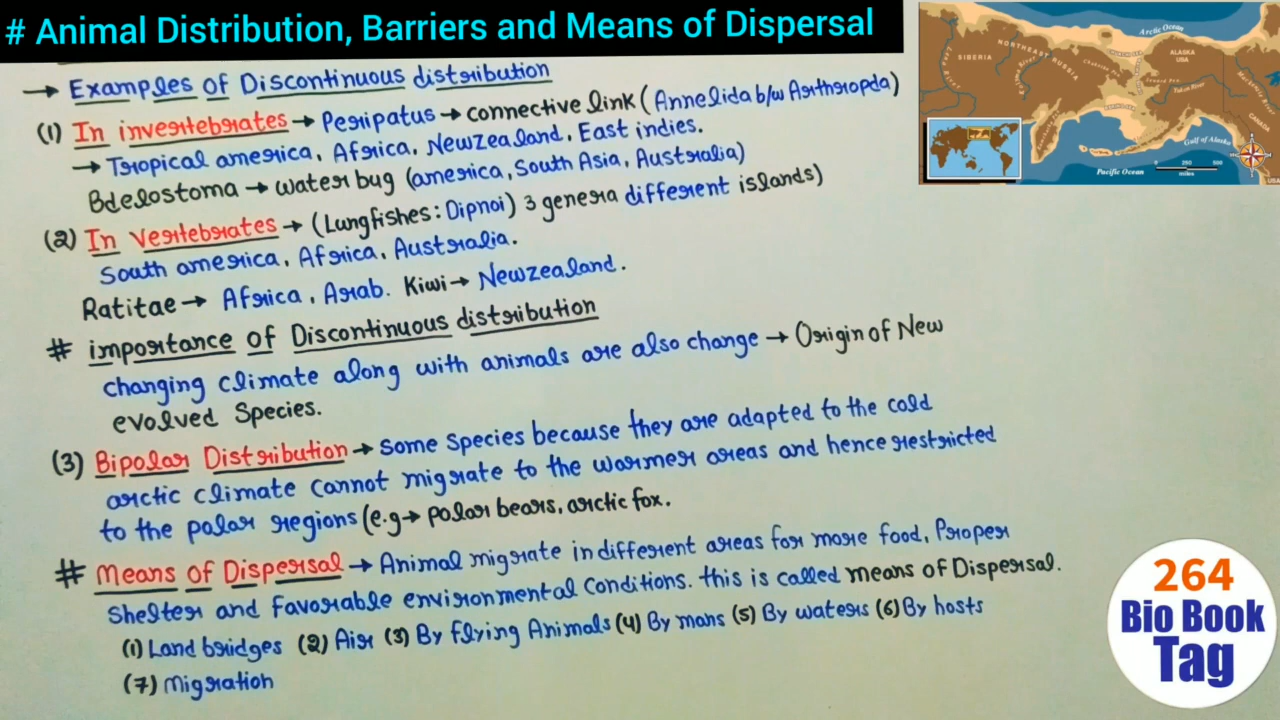 # Animal Distribution, Barriers and Means of Dispersal
→ Examples of Discontinuous distribution
(1) In invertebrates → Peripatus → connective link (Annelida b/w Artheropda)
→ Tropical america, Africa, Newzealand, East indies.
Bdelostoma → water bug (america, South Asia, Australia)
(2) In Vertebrates → (Lungfishes: Dipnoi) 3 genera different islands)
South america, Africa, Australia.
Ratitae → Africa, Arab. Kiwi → Newzealand.
# importance of Discontinuous distribution
changing climate along with animals are also change → Origin of New
evolved Species.
(3) Bipolar Distribution → Some Species because they are adapted to the cold
arctic climate cannot migrate to the warmer areas and hence restricted
to the polar regions (e.g → polar bears, arctic fox.
# Means of Dispersal → Animal migrate in different areas for more food, Proper
Shelter and favorable environmental Conditions. this is called means of Dispersal.
(1) Land bridges (2) Air (3) By flying Animals (4) By mans (5) By waters (6) By hosts
(7) Migration
Arctic Ocean
SIBERIA
NORTHEAST RUSSIA
ALASKA
USA
Yukon River
CANADA
Gulf of Alaska
Pacific Ocean
0 250 500
miles
USA
264
Bio Book
Tag